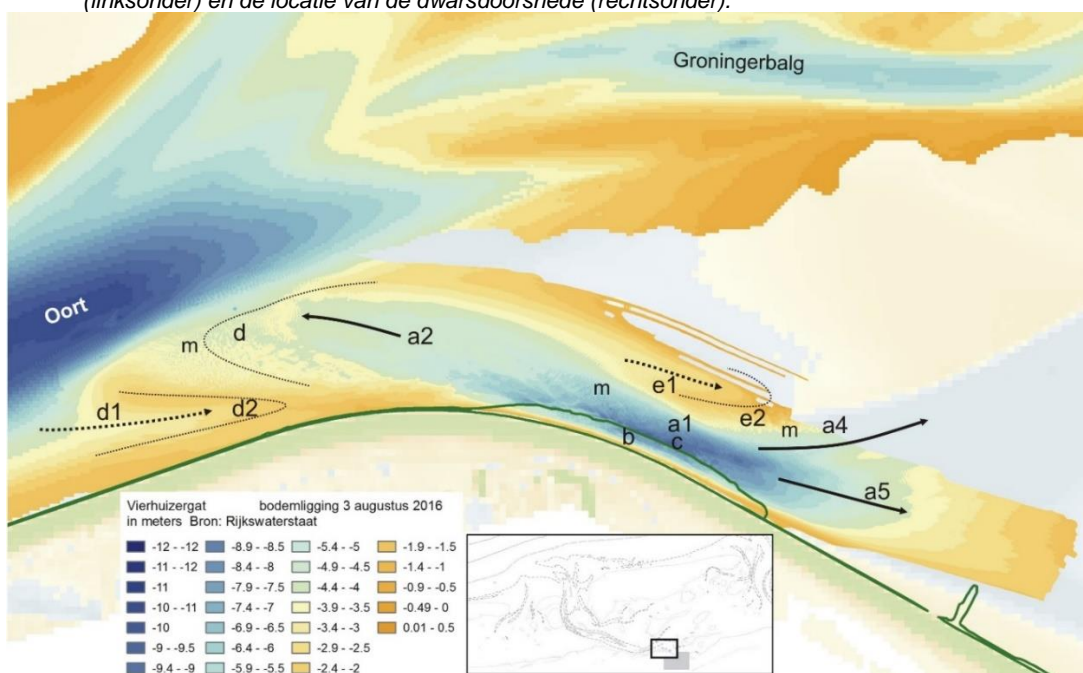 (linksonder) en de locatie van de dwarsdoorsnede (rechtsonder).
Groningerbalg
Oort
m
d
a2
d1
d2
m
e1
e2
a1
c
b
m
a4
a5
Vierhuizergat bodemligging 3 augustus 2016
in meters Bron: Rijkswaterstaat
-12 - -12 -8.9 - -8.5 -5.4 - -5 -1.9 - -1.5
-11 - -12 -8.4 - -8 -4.9 - -4.5 -1.4 - -1
-11 -7.9 - -7.5 -4.4 - -4 -0.9 - -0.5
-10 - -11 -7.4 - -7 -3.9 - -3.5 -0.49 - 0
-10 -6.9 - -6.5 -3.4 - -3 0.01 - 0.5
-9 - -9.5 -6.4 - -6 -2.9 - -2.5
-9.4 - -9 -5.9 - -5.5 -2.4 - -2